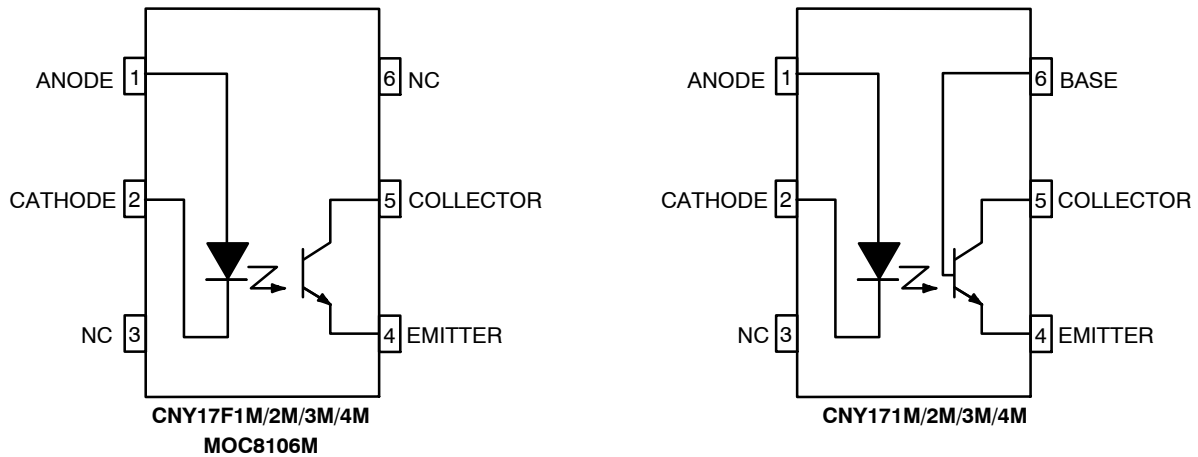 ANODE 1
6 NC
CATHODE 2
5 COLLECTOR
NC 3
4 EMITTER
CNY17F1M/2M/3M/4M
MOC8106M
ANODE 1
6 BASE
CATHODE 2
5 COLLECTOR
NC 3
4 EMITTER
CNY171M/2M/3M/4M